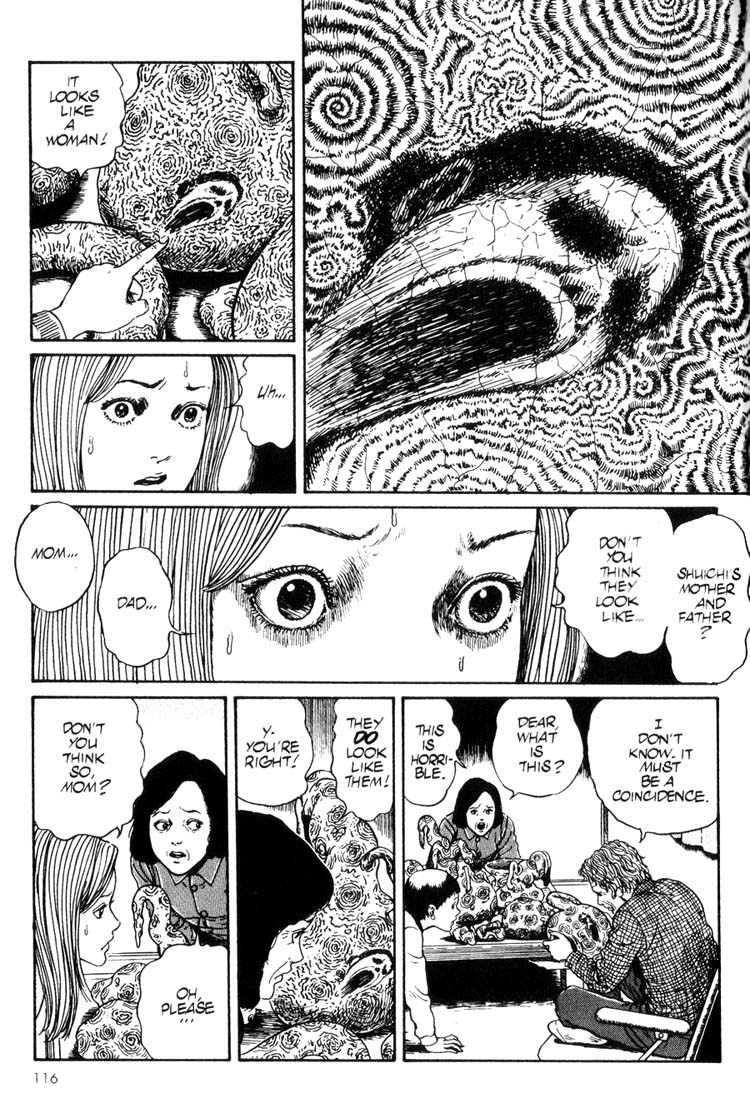 IT
LOOKS
LIKE
A
WOMAN!
UH...
MOM...
DAD...
DON'T
YOU
THINK
THEY
LOOK
LIKE...
SHUICHI'S
MOTHER
AND
FATHER
?
DON'T
YOU
THINK
SO,
MOM?
OH,
PLEASE
...
Y-
YOU'RE
RIGHT!
THEY
DO
LOOK
LIKE
THEM!
THIS
IS
HORRI-
BLE.
DEAR,
WHAT
IS
THIS?
I
DON'T
KNOW. IT
MUST
BE A
COINCIDENCE.
116